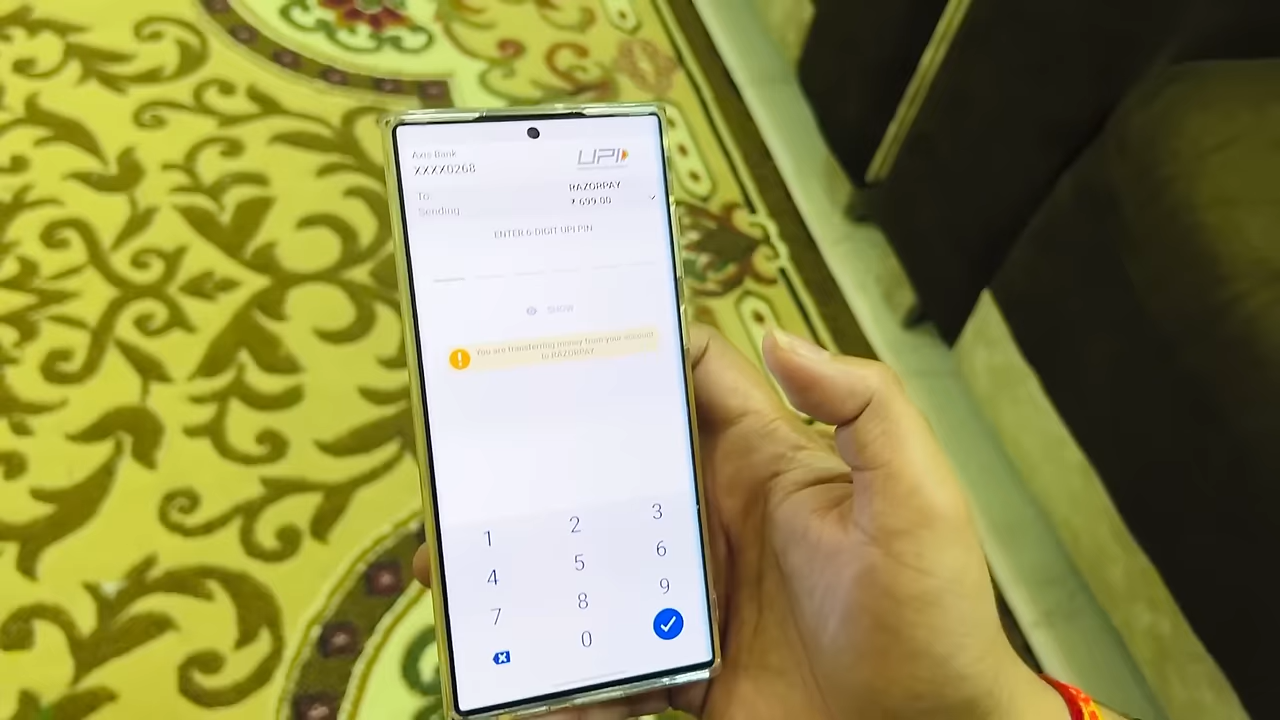 Axis Bank
XXXX0268
UPI
To:
RAZORPAY
Sending
₹ 699.00
ENTER 6-DIGIT UPI PIN
SHOW
You are transferring money from your account
to RAZORPAY
1 2 3
4 5 6
7 8 9
0